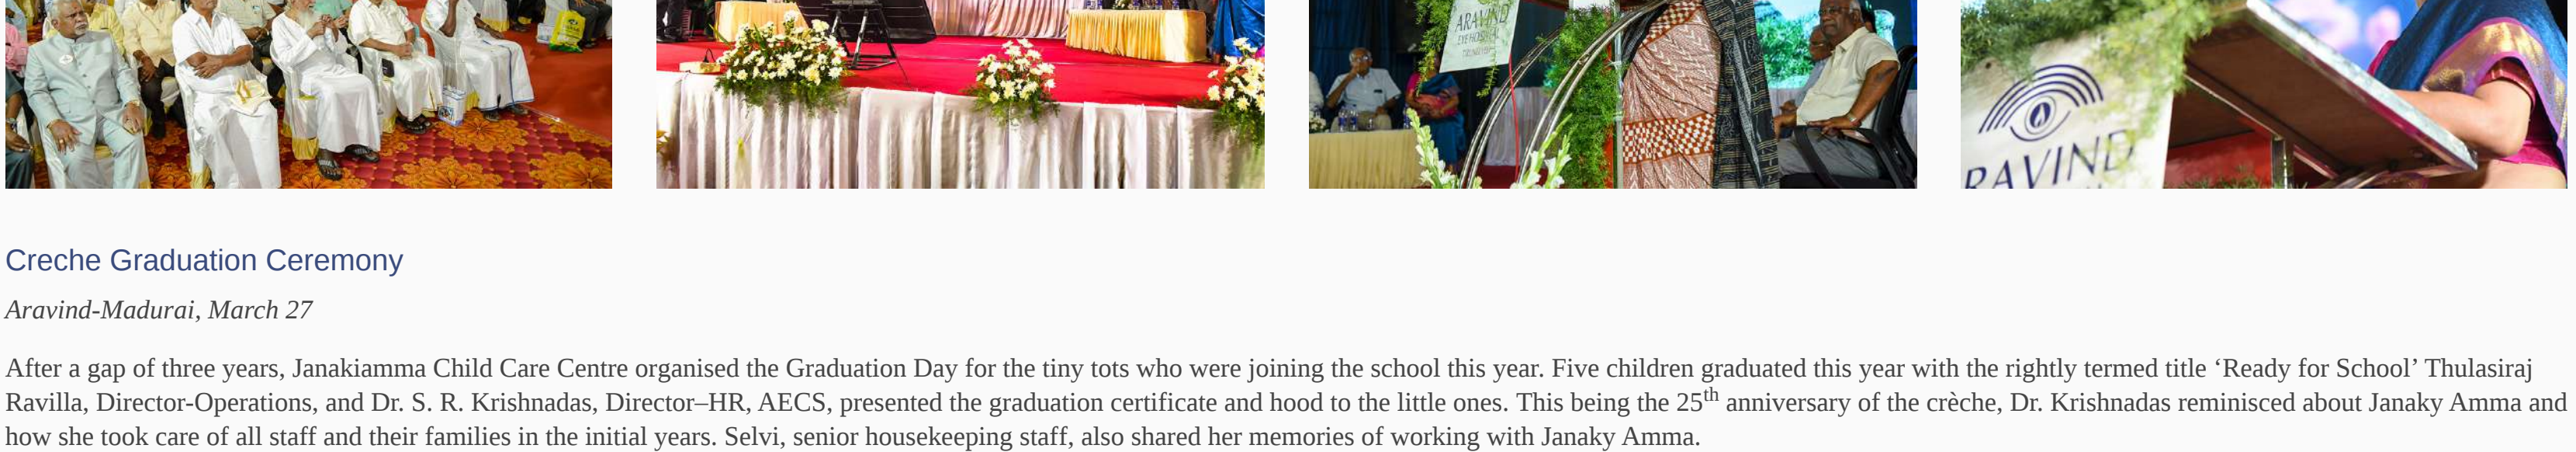 ARAVIND
EYE HOSPITAL
RAVIND
Creche Graduation Ceremony
Aravind-Madurai, March 27
After a gap of three years, Janakiamma Child Care Centre organised the Graduation Day for the tiny tots who were joining the school this year. Five children graduated this year with the rightly termed title ‘Ready for School’ Thulasiraj
Ravilla, Director-Operations, and Dr. S. R. Krishnadas, Director–HR, AECS, presented the graduation certificate and hood to the little ones. This being the 25th anniversary of the crèche, Dr. Krishnadas reminisced about Janaky Amma and
how she took care of all staff and their families in the initial years. Selvi, senior housekeeping staff, also shared her memories of working with Janaky Amma.